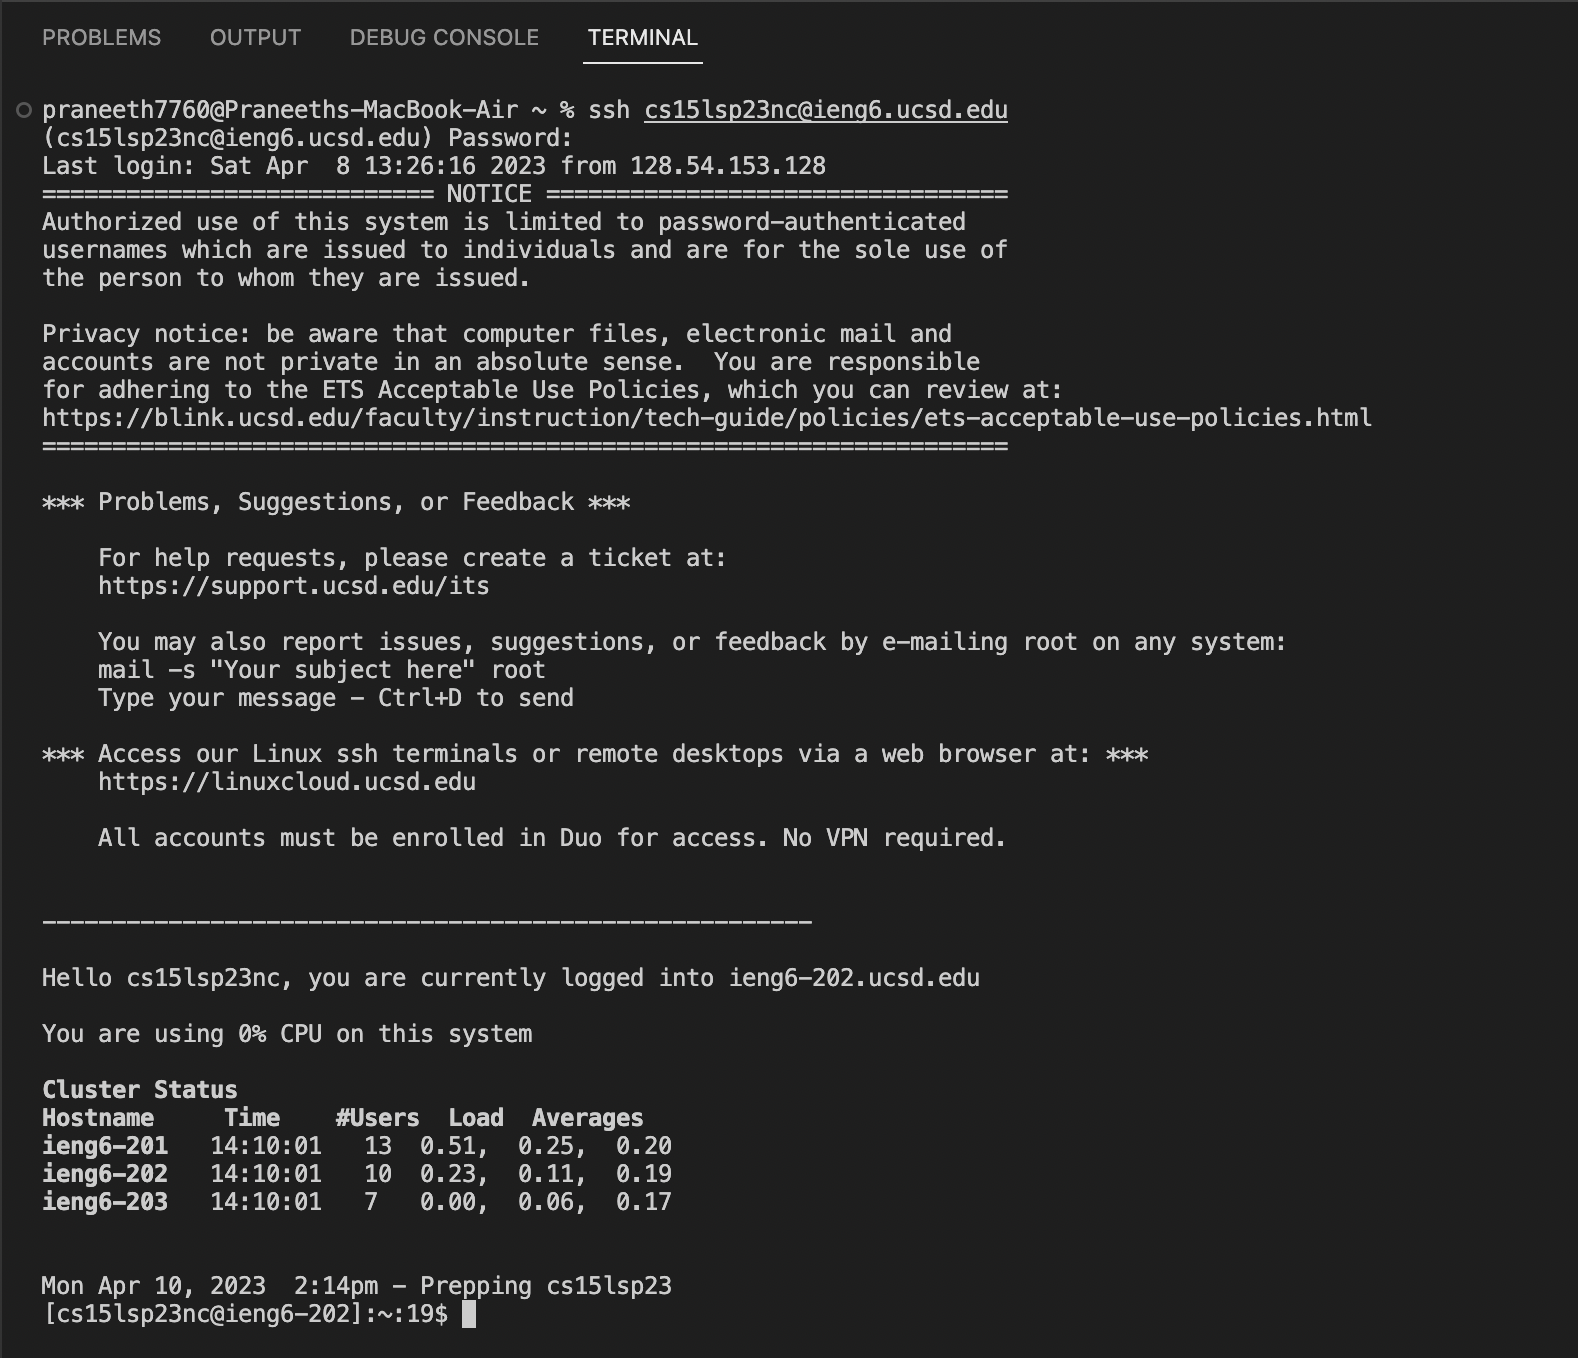 PROBLEMS OUTPUT DEBUG CONSOLE TERMINAL
praneeth7760@Praneeths-MacBook-Air ~ % ssh cs15lsp23nc@ieng6.ucsd.edu
(cs15lsp23nc@ieng6.ucsd.edu) Password:
Last login: Sat Apr  8 13:26:16 2023 from 128.54.153.128
============================ NOTICE =================================
Authorized use of this system is limited to password-authenticated
usernames which are issued to individuals and are for the sole use of
the person to whom they are issued.

Privacy notice: be aware that computer files, electronic mail and
accounts are not private in an absolute sense.  You are responsible
for adhering to the ETS Acceptable Use Policies, which you can review at:
https://blink.ucsd.edu/faculty/instruction/tech-guide/policies/ets-acceptable-use-policies.html
=====================================================================

*** Problems, Suggestions, or Feedback ***

    For help requests, please create a ticket at:
    https://support.ucsd.edu/its

    You may also report issues, suggestions, or feedback by e-mailing root on any system:
    mail -s "Your subject here" root
    Type your message - Ctrl+D to send

*** Access our Linux ssh terminals or remote desktops via a web browser at: ***
    https://linuxcloud.ucsd.edu

    All accounts must be enrolled in Duo for access. No VPN required.

-------------------------------------------------------

Hello cs15lsp23nc, you are currently logged into ieng6-202.ucsd.edu

You are using 0% CPU on this system

Cluster Status
Hostname     Time    #Users  Load  Averages
ieng6-201   14:10:01   13  0.51,  0.25,  0.20
ieng6-202   14:10:01   10  0.23,  0.11,  0.19
ieng6-203   14:10:01   7   0.00,  0.06,  0.17

Mon Apr 10, 2023  2:14pm - Prepping cs15lsp23
[cs15lsp23nc@ieng6-202]:~:19$